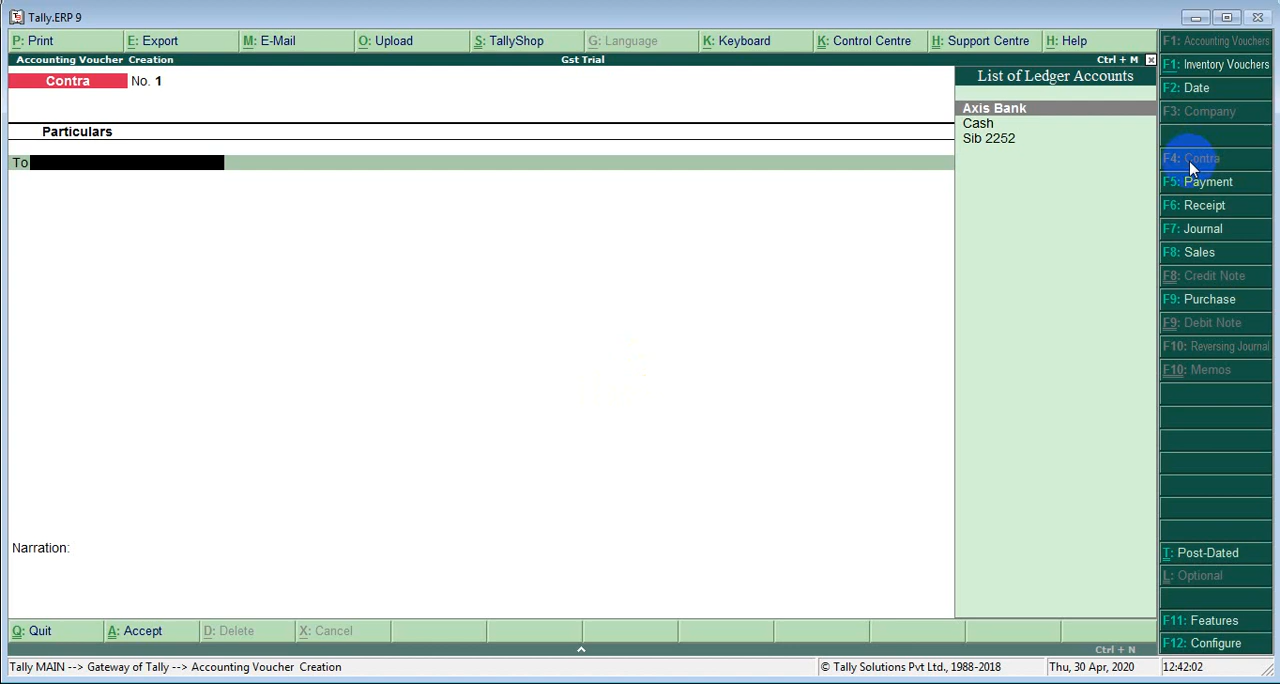 Tally.ERP 9
P: Print E: Export M: E-Mail O: Upload S: TallyShop G: Language K: Keyboard K: Control Centre H: Support Centre H: Help
Accounting Voucher Creation Gst Trial Ctrl + M
Contra No. 1
Particulars
To
List of Ledger Accounts
Axis Bank
Cash
Sib 2252
F1: Accounting Vouchers
F1: Inventory Vouchers
F2: Date
F3: Company
F4: Contra
F5: Payment
F6: Receipt
F7: Journal
F8: Sales
F8: Credit Note
F9: Purchase
F9: Debit Note
F10: Reversing Journal
F10: Memos
T: Post-Dated
L: Optional
F11: Features
F12: Configure
Narration:
Q: Quit A: Accept D: Delete X: Cancel
Ctrl + N
Tally MAIN --> Gateway of Tally --> Accounting Voucher Creation © Tally Solutions Pvt Ltd., 1988-2018 Thu, 30 Apr, 2020 12:42:02